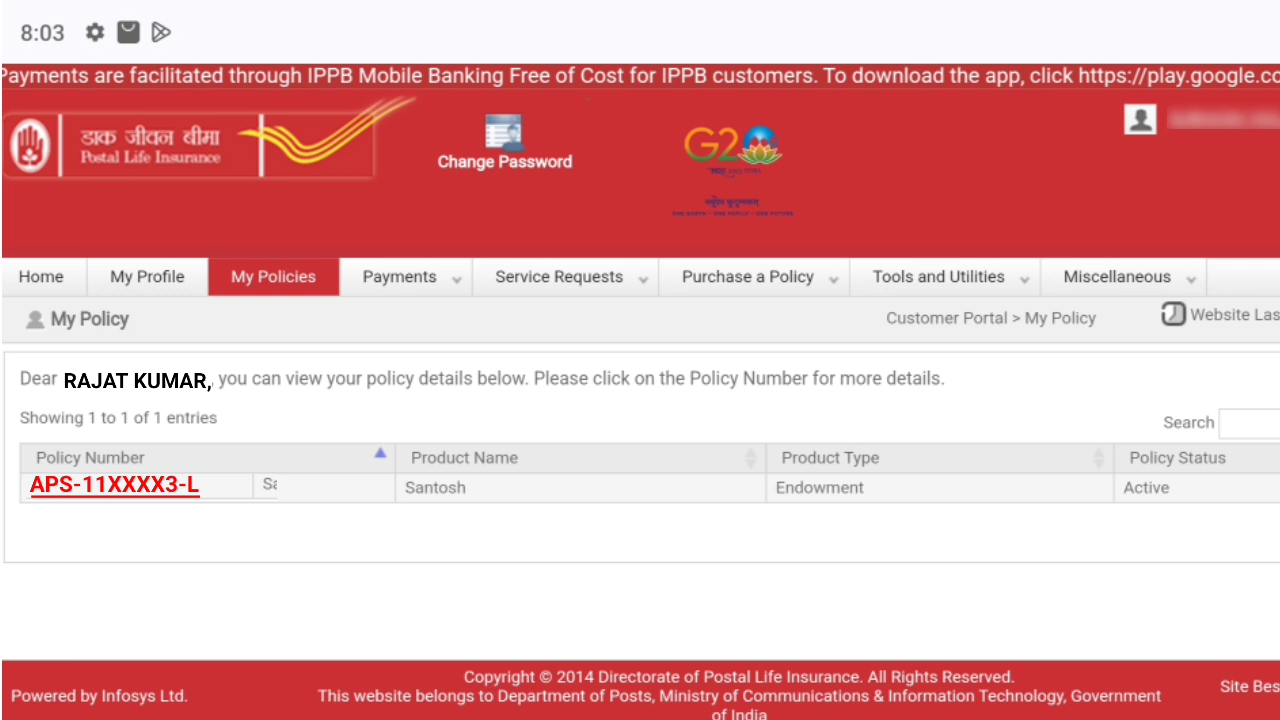 8:03
Payments are facilitated through IPPB Mobile Banking Free of Cost for IPPB customers. To download the app, click https://play.google.co
डाक जीवन बीमा
Postal Life Insurance
Change Password
G20
Home My Profile My Policies Payments Service Requests Purchase a Policy Tools and Utilities Miscellaneous
My Policy
Customer Portal > My Policy
Website Las
Dear RAJAT KUMAR, you can view your policy details below. Please click on the Policy Number for more details.
Showing 1 to 1 of 1 entries
Search
Policy Number Product Name Product Type Policy Status
APS-11XXXX3-L Sa Santosh Endowment Active
Copyright © 2014 Directorate of Postal Life Insurance. All Rights Reserved.
Powered by Infosys Ltd. This website belongs to Department of Posts, Ministry of Communications & Information Technology, Government
of India
Site Bes